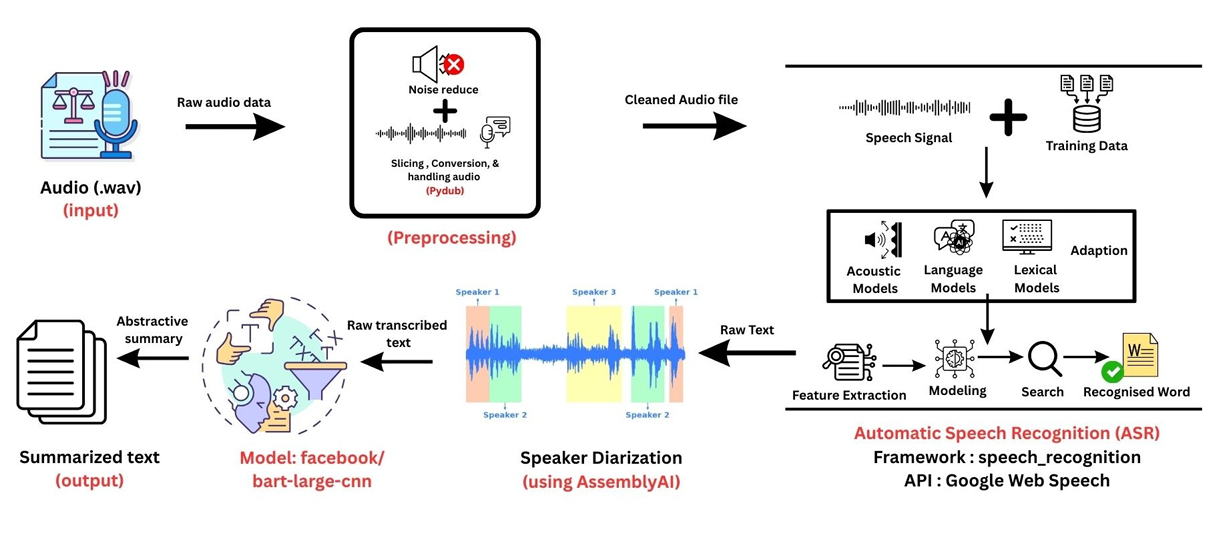 Audio (.wav)
(input)
Raw audio data
Noise reduce
Slicing , Conversion, &
handling audio
(Pydub)
(Preprocessing)
Cleaned Audio file
Speech Signal
Training Data
Acoustic
Models
Language
Models
Lexical
Models
Adaption
Feature Extraction
Modeling
Search
Recognised Word
Automatic Speech Recognition (ASR)
Framework : speech_recognition
API : Google Web Speech
Raw Text
Speaker 1
Speaker 3
Speaker 1
Speaker 2
Speaker 2
Speaker Diarization
(using AssemblyAI)
Raw transcribed
text
Model: facebook/
bart-large-cnn
Abstractive
summary
Summarized text
(output)